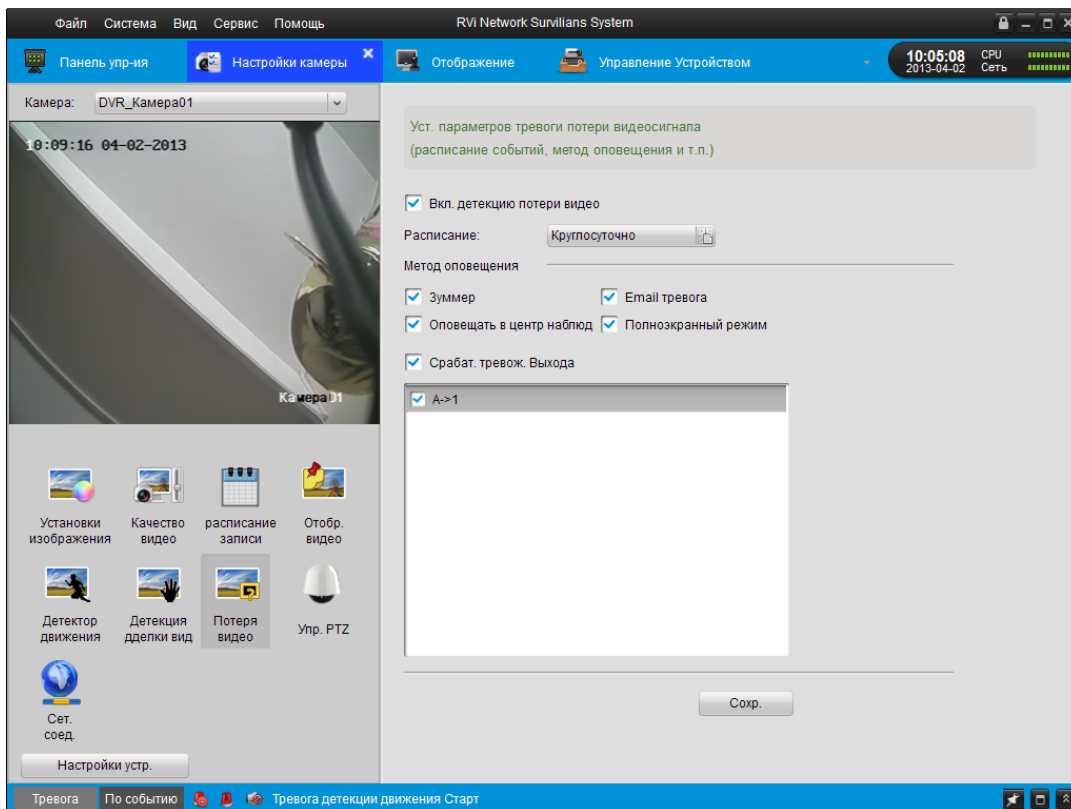 Файл Система Вид Сервис Помощь RVi Network Survilians System
Панель упр-ия Настройки камеры Отображение Управление Устройством
10:05:08 CPU
2013-04-02 Сеть
Камера: DVR_Камера01
10:09:16 04-02-2013
Камера01
Установки изображения
Качество видео
расписание записи
Отобр. видео
Детектор движения
Детекция дделки вид
Потеря видео
Упр. PTZ
Сет. соед.
Настройки устр.
Уст. параметров тревоги потери видеосигнала
(расписание событий, метод оповещения и т.п.)
Вкл. детекцию потери видео
Расписание: Круглосуточно
Метод оповещения
Зуммер Email тревога
Оповещать в центр наблюд Полноэкранный режим
Срабат. тревож. Выхода
A->1
Сохр.
Тревога По событию Тревога детекции движения Старт